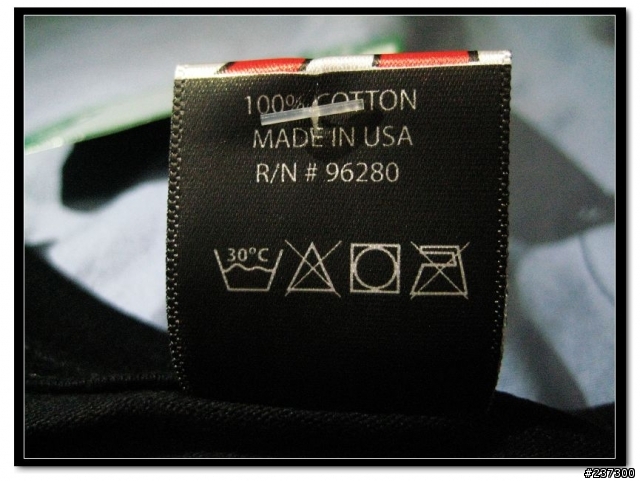 100% COTTON
MADE IN USA
R/N # 96280
30°C
#237300